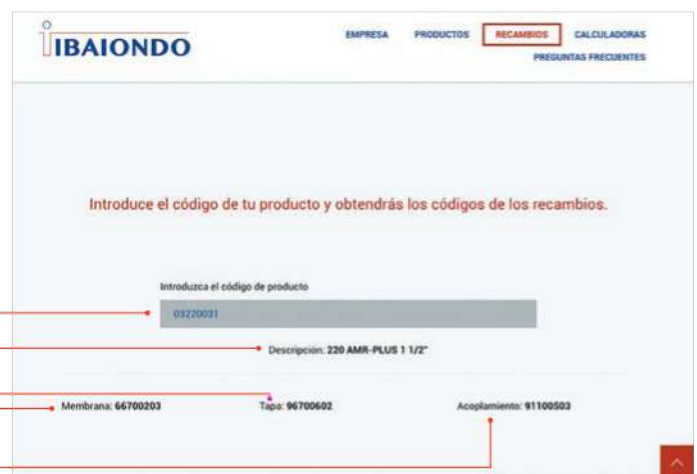 IBAIONDO
EMPRESA PRODUCTOS RECAMBIOS CALCULADORAS
PREGUNTAS FRECUENTES
Introduce el código de tu producto y obtendrás los códigos de los recambios.
Introduzca el código de producto
03220031
Descripción: 220 AMR-PLUS 1 1/2"
Membrana: 66700203 Tapa: 96700602 Acoplamiento: 91100503